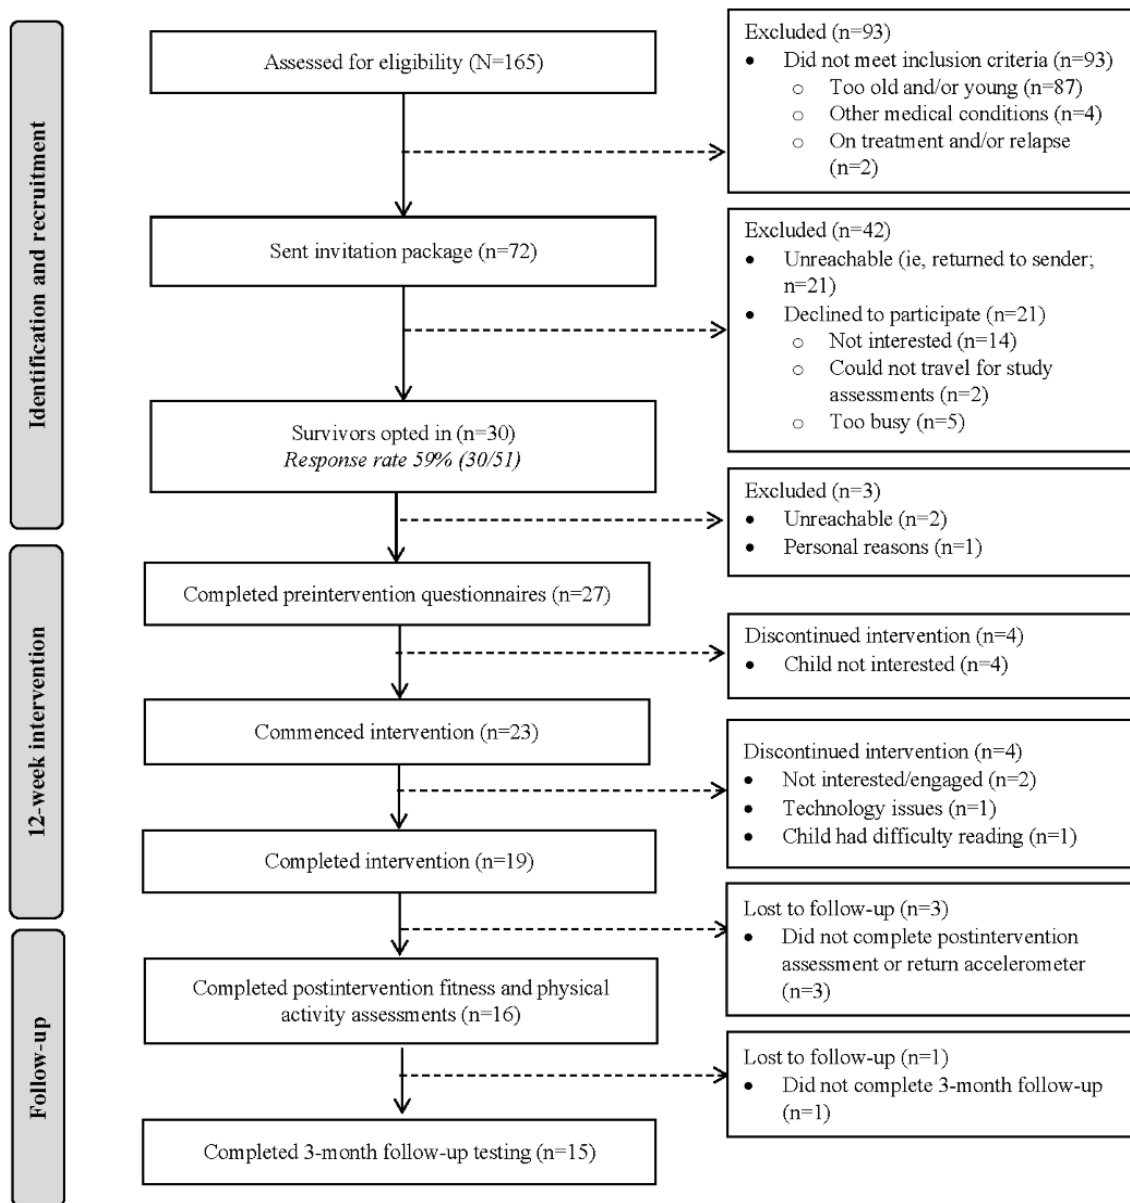 Identification and recruitment
Assessed for eligibility (N=165)
Excluded (n=93)
• Did not meet inclusion criteria (n=93)
o Too old and/or young (n=87)
o Other medical conditions (n=4)
o On treatment and/or relapse
(n=2)
Sent invitation package (n=72)
Excluded (n=42)
• Unreachable (ie, returned to sender;
n=21)
• Declined to participate (n=21)
o Not interested (n=14)
o Could not travel for study
assessments (n=2)
o Too busy (n=5)
Survivors opted in (n=30)
Response rate 59% (30/51)
Excluded (n=3)
• Unreachable (n=2)
• Personal reasons (n=1)
12-week intervention
Completed preintervention questionnaires (n=27)
Discontinued intervention (n=4)
• Child not interested (n=4)
Commenced intervention (n=23)
Discontinued intervention (n=4)
• Not interested/engaged (n=2)
• Technology issues (n=1)
• Child had difficulty reading (n=1)
Completed intervention (n=19)
Lost to follow-up (n=3)
• Did not complete postintervention
assessment or return accelerometer
(n=3)
Follow-up
Completed postintervention fitness and physical
activity assessments (n=16)
Lost to follow-up (n=1)
• Did not complete 3-month follow-up
(n=1)
Completed 3-month follow-up testing (n=15)